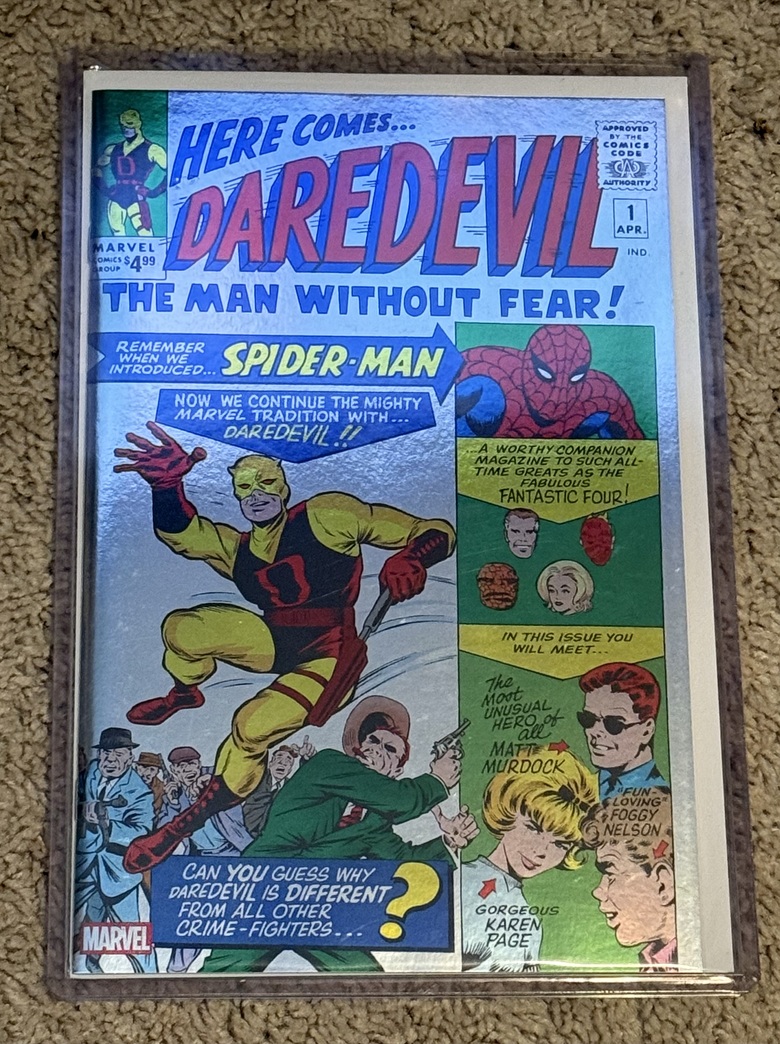 HERE COMES...
DAREDEVIL
APPROVED
BY THE
COMICS
CODE
CA
AUTHORITY
1
APR.
IND.
D
MARVEL
COMICS
GROUP
$4.99
THE MAN WITHOUT FEAR!
REMEMBER
WHEN WE
INTRODUCED...
SPIDER-MAN
NOW WE CONTINUE THE MIGHTY
MARVEL TRADITION WITH...
DAREDEVIL!!
...A WORTHY COMPANION
MAGAZINE TO SUCH ALL-
TIME GREATS AS THE
FABULOUS
FANTASTIC FOUR!
D
IN THIS ISSUE YOU
WILL MEET...
The
Most
UNUSUAL
HERO of
all
MATT
MURDOCK
"FUN-
LOVING"
FOGGY
NELSON
GORGEOUS
KAREN
PAGE
CAN YOU GUESS WHY
DAREDEVIL IS DIFFERENT
FROM ALL OTHER
CRIME-FIGHTERS...
?
MARVEL